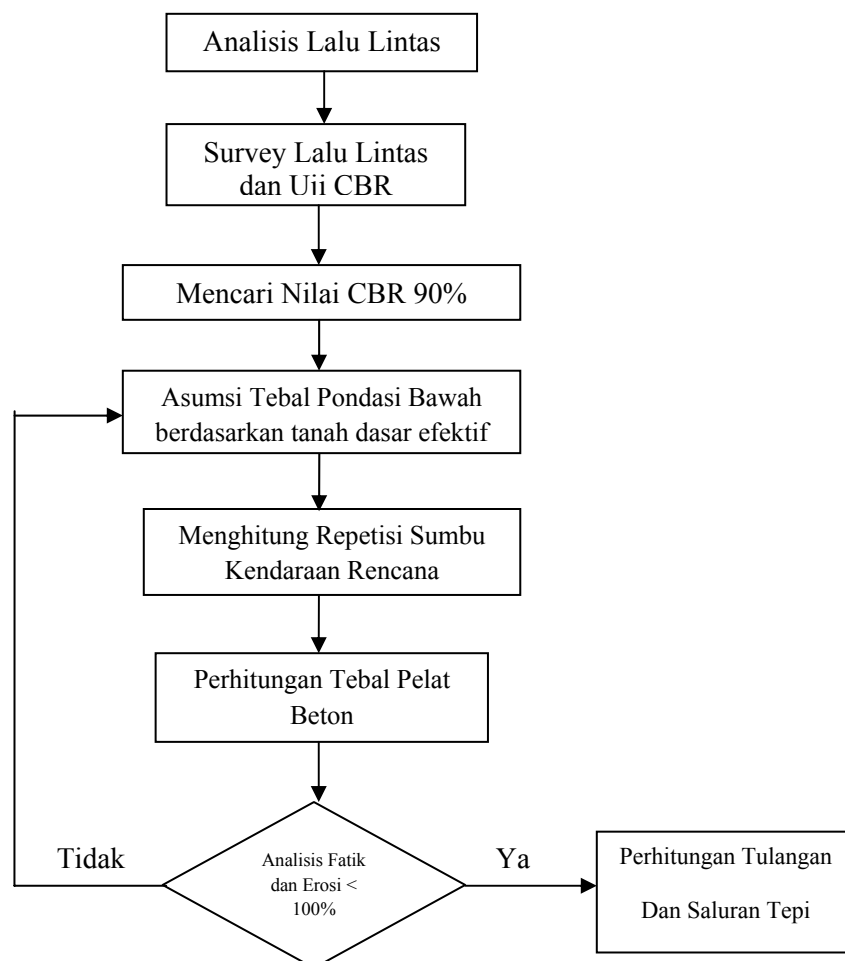 Analisis Lalu Lintas
Survey Lalu Lintas
dan Uji CBR
Mencari Nilai CBR 90%
Asumsi Tebal Pondasi Bawah
berdasarkan tanah dasar efektif
Menghitung Repetisi Sumbu
Kendaraan Rencana
Perhitungan Tebal Pelat
Beton
Tidak
Analisis Fatik
dan Erosi <
100%
Ya
Perhitungan Tulangan
Dan Saluran Tepi